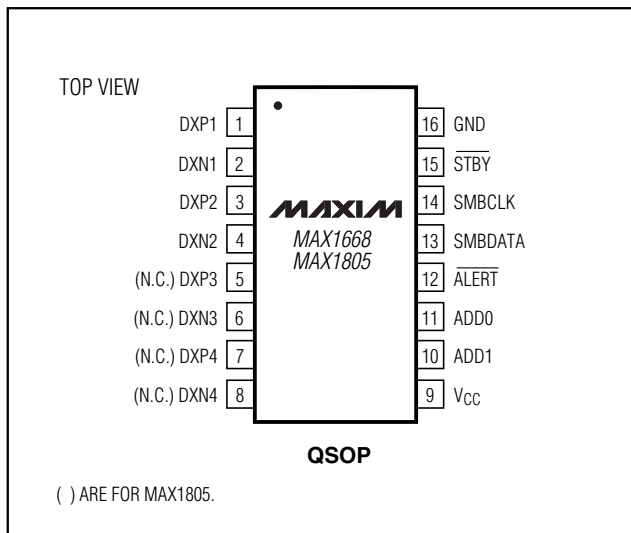 TOP VIEW
DXP1 1
DXN1 2
DXP2 3
DXN2 4
(N.C.) DXP3 5
(N.C.) DXN3 6
(N.C.) DXP4 7
(N.C.) DXN4 8
MAXIM
MAX1668
MAX1805
16 GND
15 S̅T̅B̅Y̅
14 SMBCLK
13 SMBDATA
12 A̅L̅E̅R̅T̅
11 ADD0
10 ADD1
9 VCC
QSOP
( ) ARE FOR MAX1805.